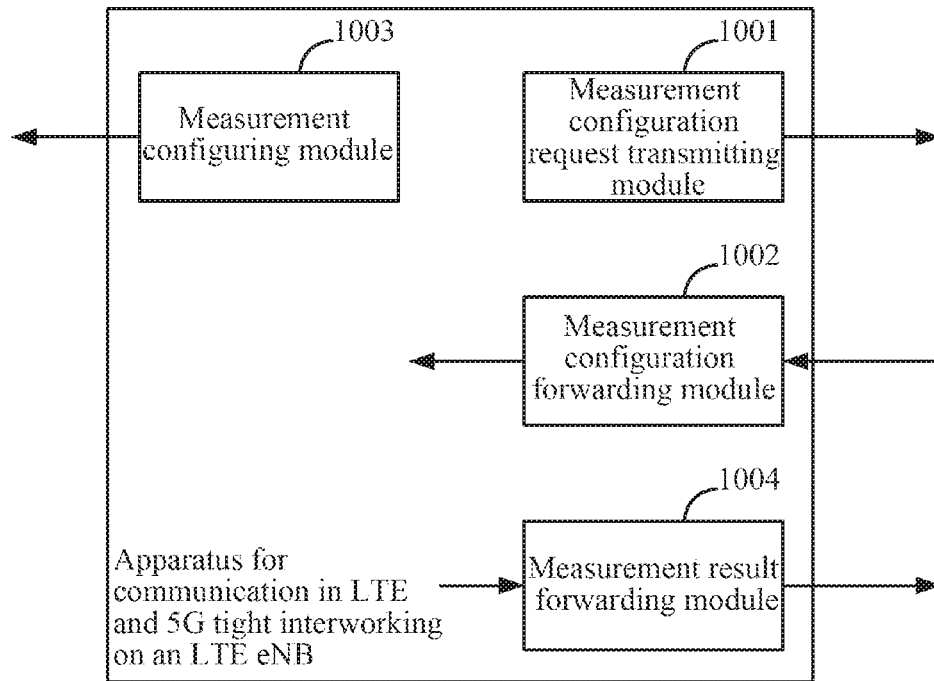 1003
Measurement
configuring module
1001
Measurement
configuration
request transmitting
module
1002
Measurement
configuration
forwarding module
1004
Measurement result
forwarding module
Apparatus for
communication in LTE
and 5G tight interworking
on an LTE eNB